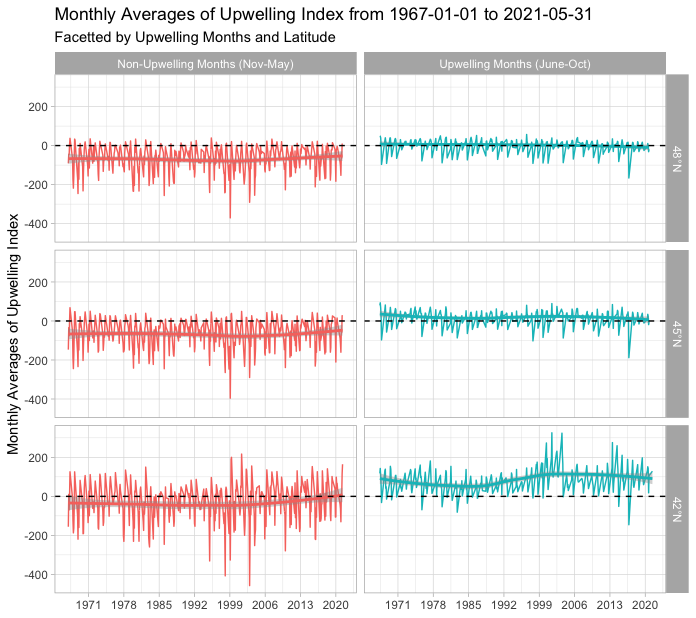 Monthly Averages of Upwelling Index from 1967-01-01 to 2021-05-31
Facetted by Upwelling Months and Latitude
Non-Upwelling Months (Nov-May)
Upwelling Months (June-Oct)
200
0
-200
-400
48°N
200
0
-200
-400
45°N
200
0
-200
-400
42°N
Monthly Averages of Upwelling Index
1971 1978 1985 1992 1999 2006 2013 2020
1971 1978 1985 1992 1999 2006 2013 2020